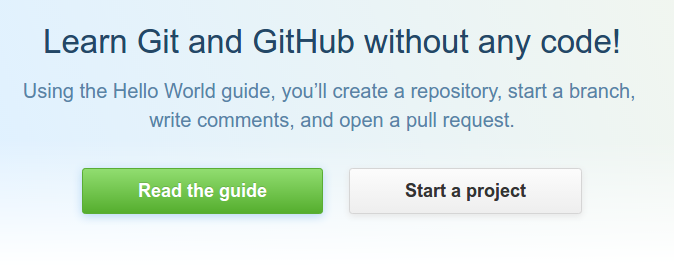 Learn Git and GitHub without any code!
Using the Hello World guide, you’ll create a repository, start a branch,
write comments, and open a pull request.
Read the guide
Start a project